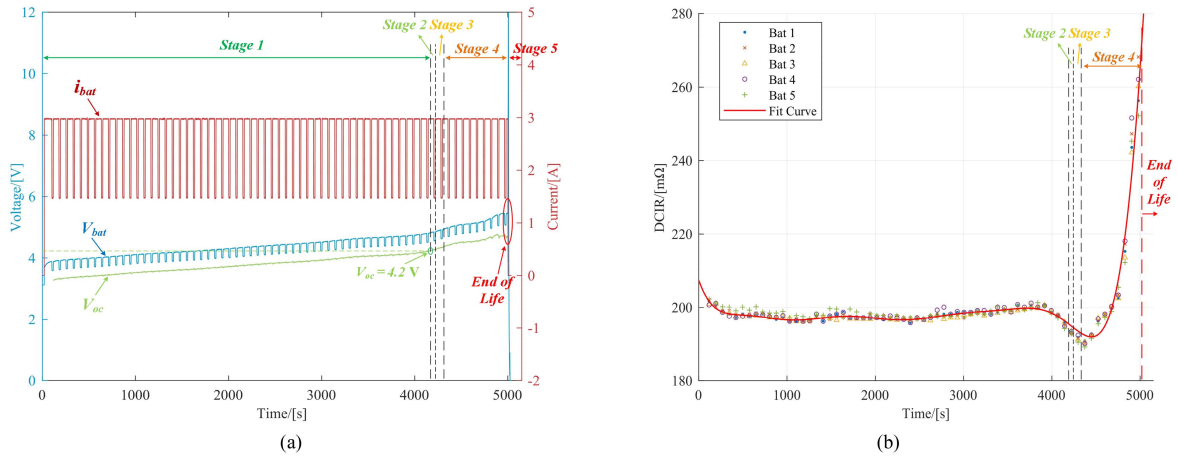 12
10
8
6
4
2
0
Voltage/[V]
5
4
3
2
1
0
-1
-2
Current/[A]
Stage 1
Stage 2
Stage 3
Stage 4
Stage 5
i_bat
V_bat
V_oc
V_oc = 4.2 V
End of
Life
0
1000
2000
3000
4000
5000
Time/[s]
(a)
280
260
240
220
200
180
DCIR/[mΩ]
Bat 1
Bat 2
Bat 3
Bat 4
Bat 5
Fit Curve
Stage 2
Stage 3
Stage 4
End
of
Life
0
1000
2000
3000
4000
5000
Time/[s]
(b)